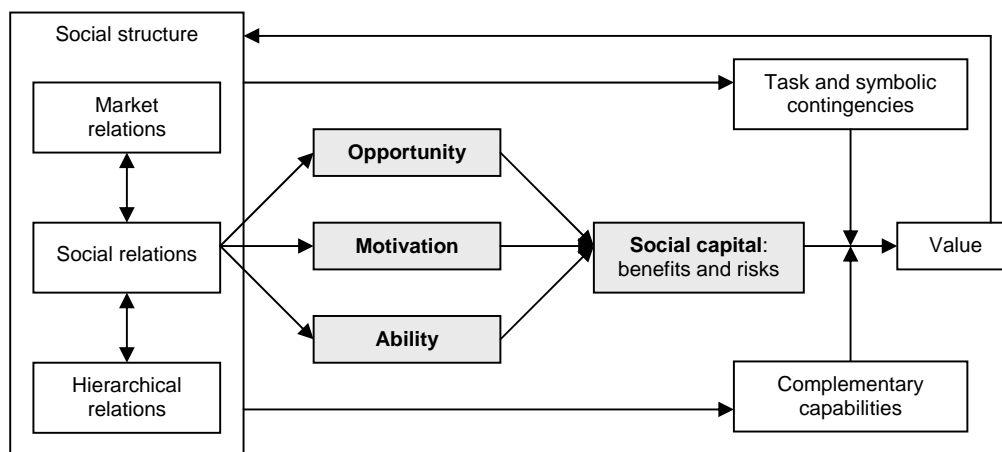 Social structure
Market
relations
Social relations
Hierarchical
relations
Opportunity
Motivation
Ability
Social capital:
benefits and risks
Task and symbolic
contingencies
Value
Complementary
capabilities